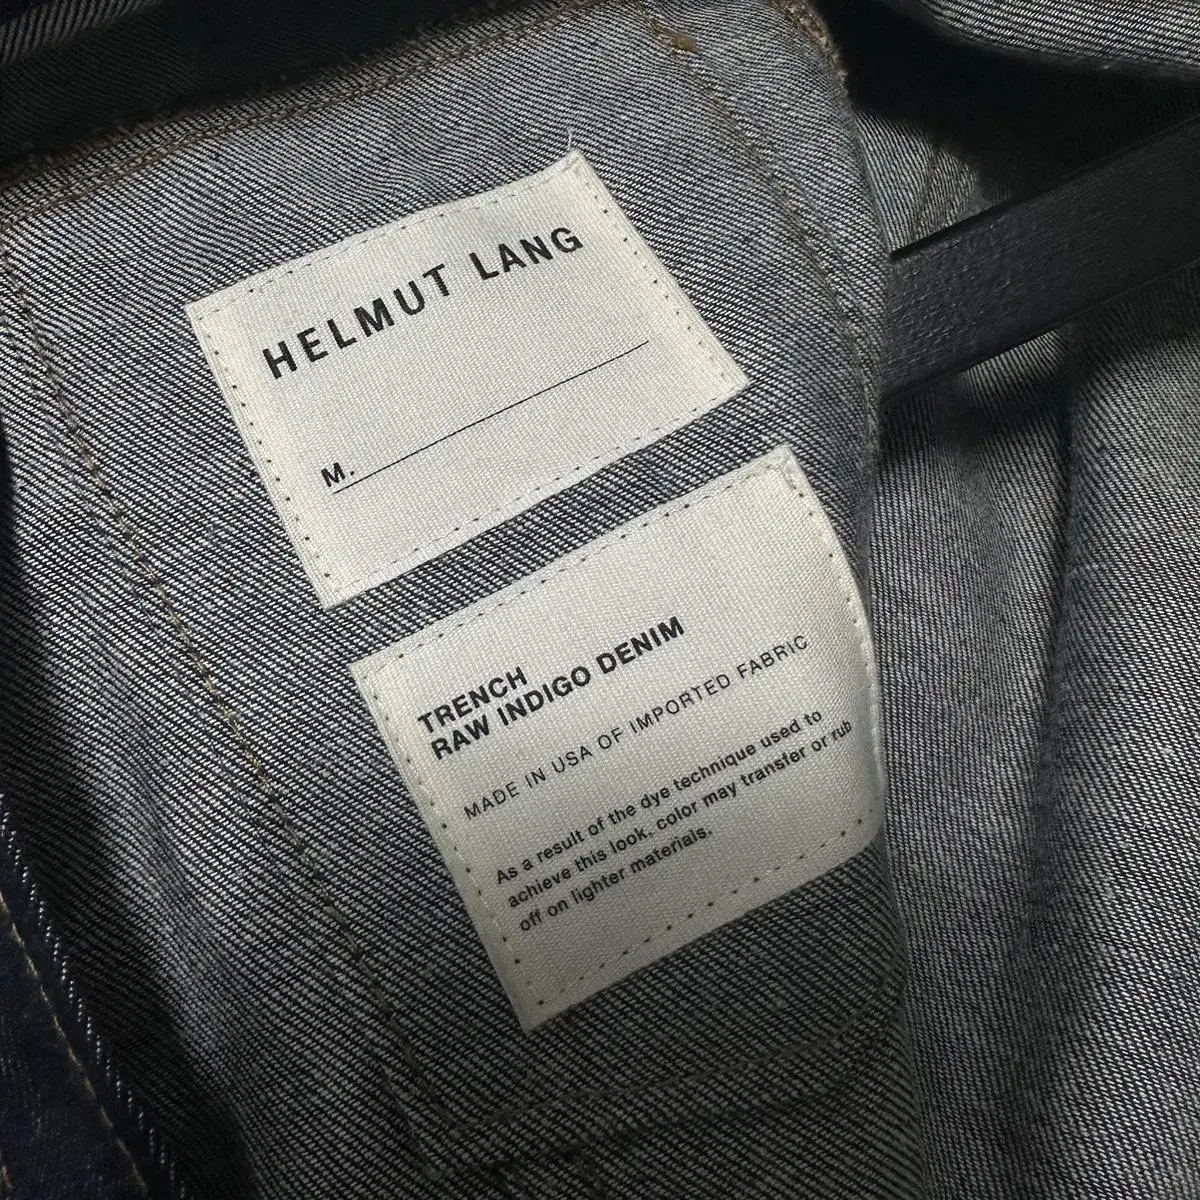 HELMUT LANG
M.
TRENCH
RAW INDIGO DENIM
MADE IN USA OF IMPORTED FABRIC
As a result of the dye technique used to
achieve this look, color may transfer or rub
off on lighter materials.